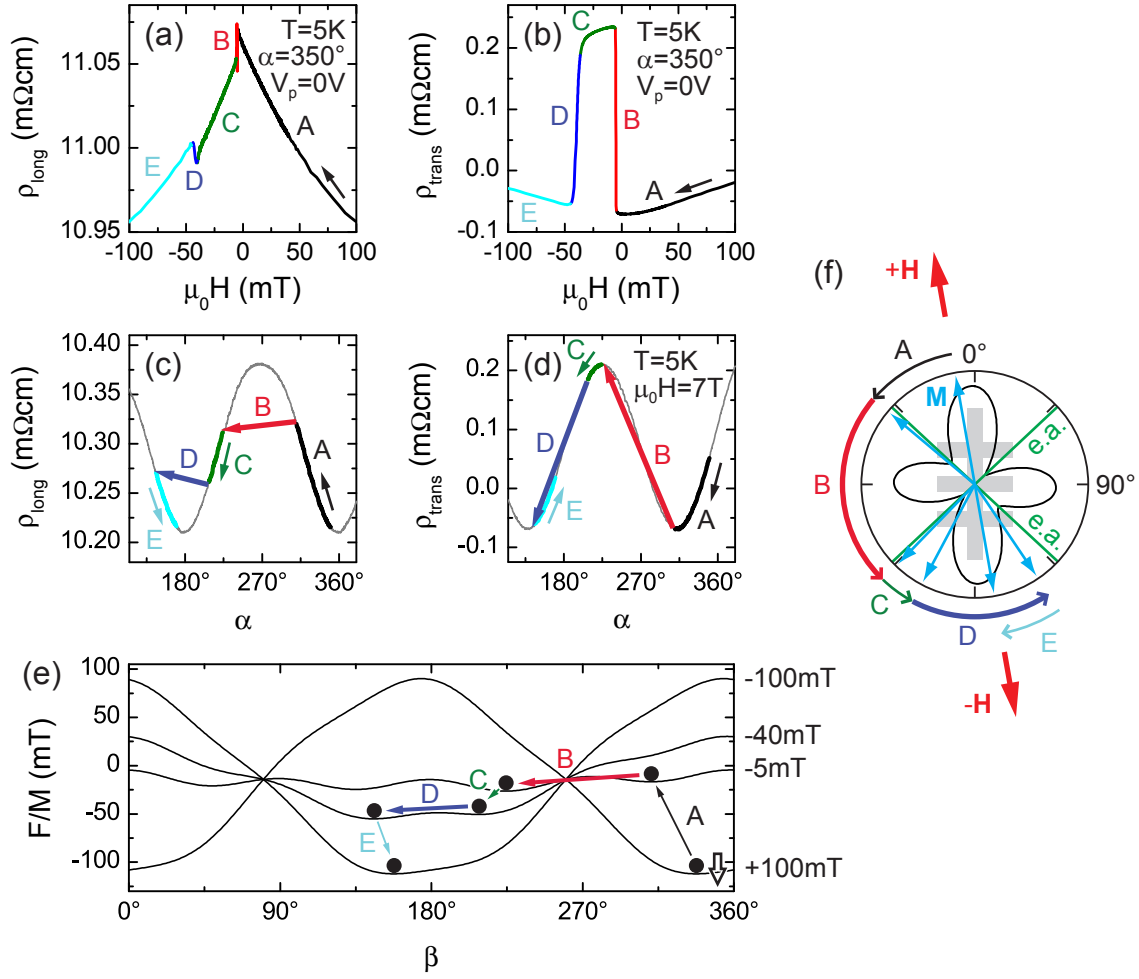 (a)
B
T=5K
α=350°
V_p=0V
A
C
E
D
ρ_long (mΩcm)
11.05
11.00
10.95
-100 -50 0 50 100
μ₀H (mT)
(b)
C
T=5K
α=350°
V_p=0V
D
B
A
E
ρ_trans (mΩcm)
0.2
0.1
0.0
-0.1
-100 -50 0 50 100
μ₀H (mT)
(c)
B
A
C
D
E
ρ_long (mΩcm)
10.40
10.35
10.30
10.25
10.20
180° 270° 360°
α
(d)
C
T=5K
μ₀H=7T
D
B
A
E
ρ_trans (mΩcm)
0.2
0.1
0.0
-0.1
180° 270° 360°
α
(e)
B
C
D
A
E
F/M (mT)
100
50
0
-50
-100
0° 90° 180° 270° 360°
β
-100mT
-40mT
-5mT
+100mT
(f)
+H
A
0°
M
e.a.
B
90°
e.a.
C
D
E
-H